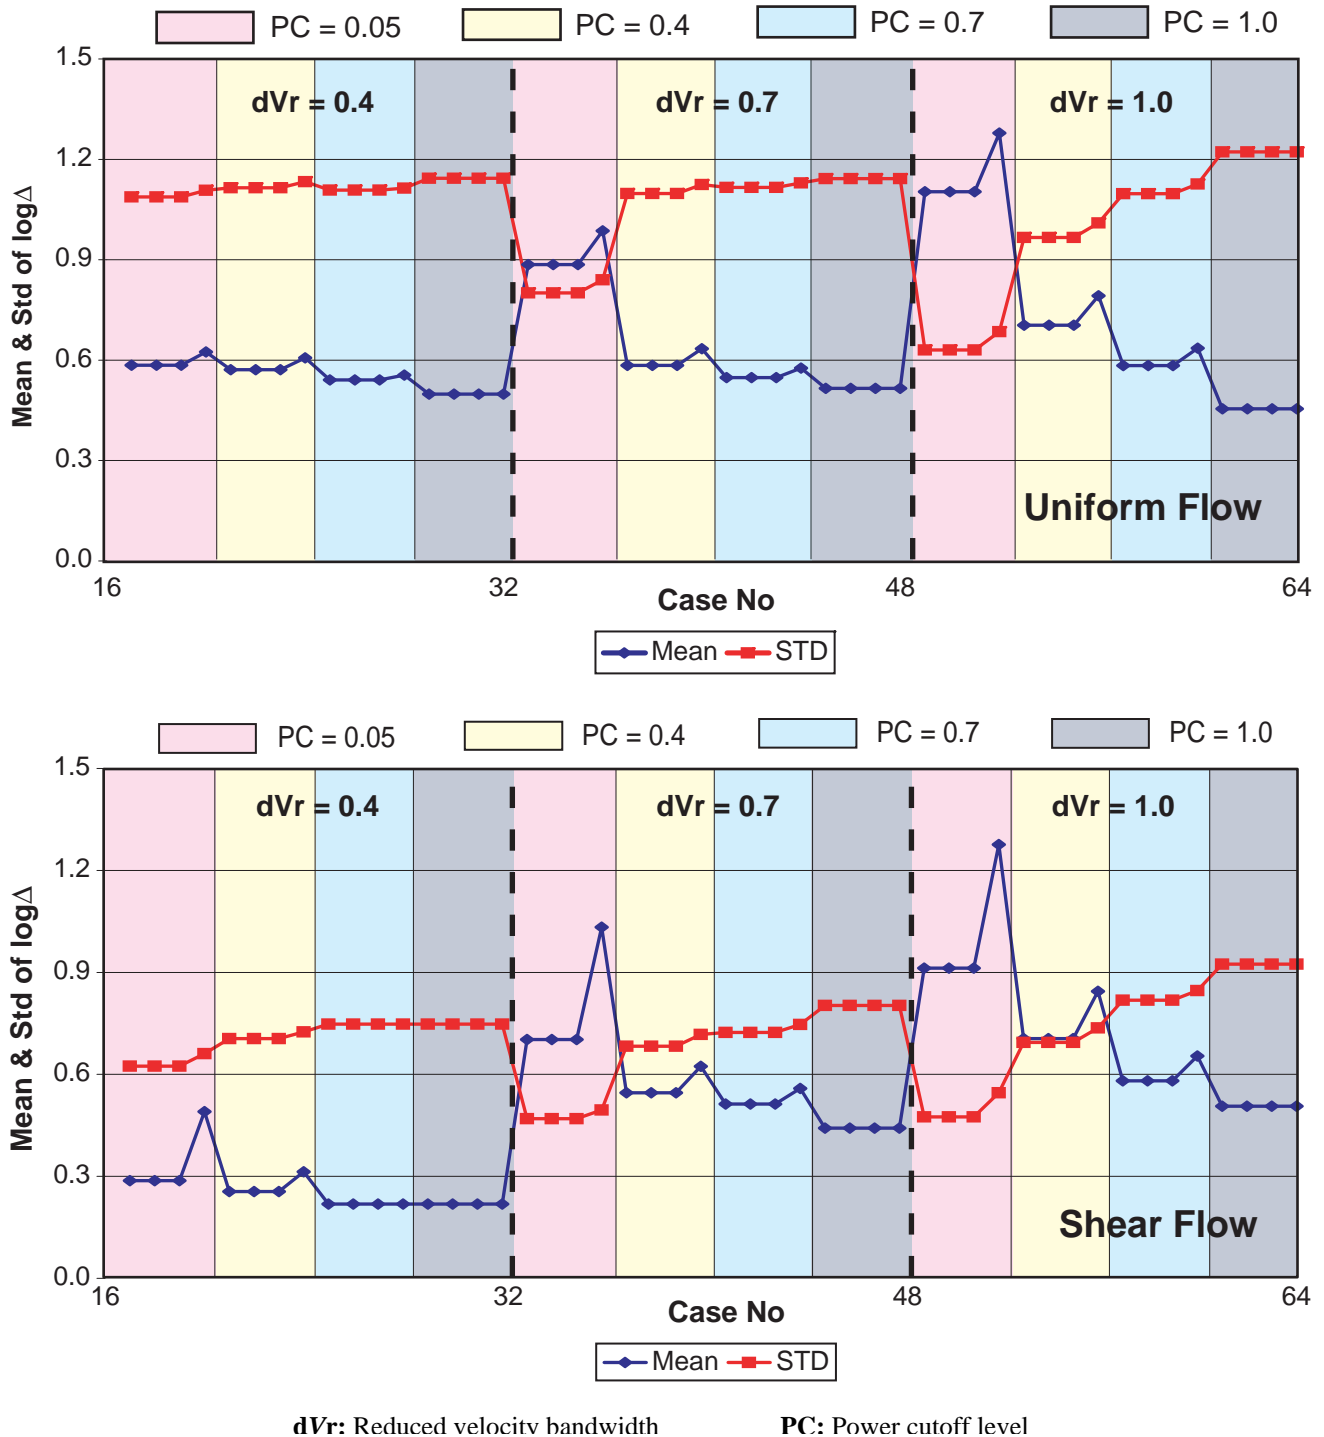 PC = 0.05 PC = 0.4 PC = 0.7 PC = 1.0
1.5
dVr = 0.4 dVr = 0.7 dVr = 1.0
1.2
0.9
0.6
0.3
0.0
Mean & Std of logΔ
Uniform Flow
16 32 48 64
Case No
Mean STD
PC = 0.05 PC = 0.4 PC = 0.7 PC = 1.0
1.5
dVr = 0.4 dVr = 0.7 dVr = 1.0
1.2
0.9
0.6
0.3
0.0
Mean & Std of logΔ
Shear Flow
16 32 48 64
Case No
Mean STD
dVr: Reduced velocity bandwidth PC: Power cutoff level